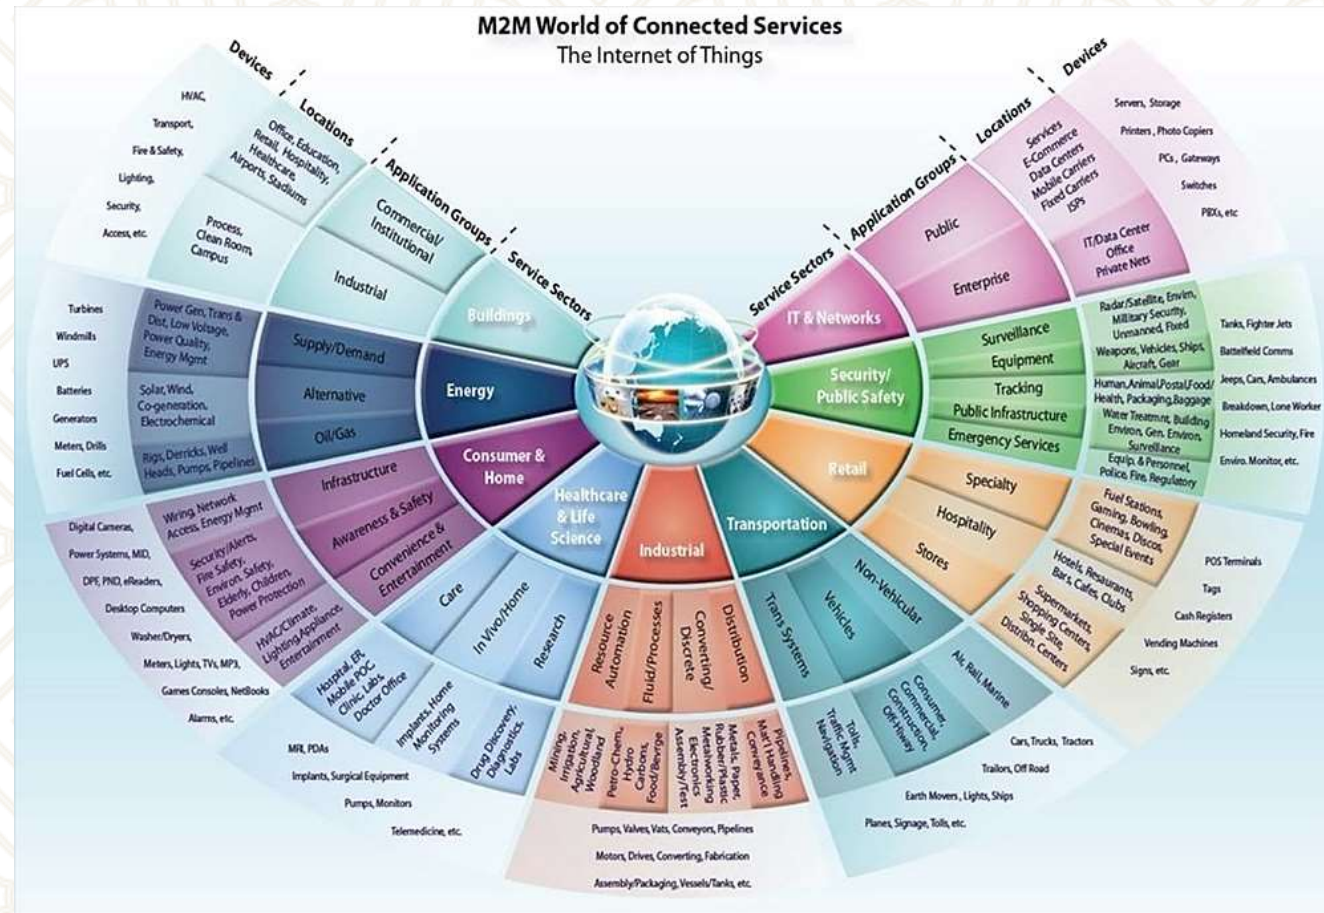 M2M World of Connected Services
The Internet of Things
Devices
Locations
Application Groups
Service Sectors
Service Sectors
Application Groups
Locations
Devices
HVAC,
Transport,
Fire & Safety,
Lighting,
Security,
Access, etc.
Office, Education,
Retail, Hospitality,
Healthcare,
Airports, Stadiums
Process,
Clean Room,
Campus
Commercial/
Institutional
Industrial
Buildings
Turbines
Windmills
UPS
Batteries
Generators
Meters, Drills
Fuel Cells, etc.
Power Gen, Trans &
Dist, Low Voltage,
Power Quality,
Energy Mgmt
Solar, Wind,
Co-generation,
Electrochemical
Rigs, Derricks, Well
Heads, Pumps, Pipelines
Supply/Demand
Alternative
Oil/Gas
Energy
Digital Cameras,
Power Systems, MID,
DPF, PND, eReaders,
Desktop Computers
Washer/Dryers,
Meters, Lights, TVs, MP3,
Games Consoles, NetBooks
Alarms, etc.
Wiring, Network
Access, Energy Mgmt
Security/Alerts,
Fire Safety,
Environ. Safety,
Elderly, Children,
Power Protection
HVAC/Climate,
Lighting, Appliance,
Entertainment
Infrastructure
Awareness & Safety
Convenience &
Entertainment
Consumer &
Home
MRI, PDAs
Implants, Surgical Equipment
Pumps, Monitors
Telemedicine, etc.
Hospital, ER,
Mobile POC,
Clinic, Labs,
Doctor Office
Implants, Home
Monitoring
Systems
Drug Discovery,
Diagnostics,
Labs
Care
In Vivo/Home
Research
Healthcare
& Life
Science
Industrial
Resource
Automation
Fluid/Processes
Converting/
Discrete
Distribution
Mining,
Irrigation,
Agricultural,
Woodland
Petro-Chem,
Hydro
Carbons,
Food/Beverge
Metals, Paper,
Rubber/Plastic
Metalworking
Electronics
Assembly/Test
Pipelines,
Mat'l Handling
Conveyance
Pumps, Valves, Vats, Conveyors, Pipelines
Motors, Drives, Converting, Fabrication
Assembly/Packaging, Vessels/Tanks, etc.
Transportation
Trans Systems
Vehicles
Non-Vehicular
Tolls,
Traffic Mgmt
Navigation
Consumer,
Commercial,
Construction,
Off-Hiway
Air, Rail, Marine
Cars, Trucks, Tractors
Trailors, Off Road
Earth Movers, Lights, Ships
Planes, Signage, Tolls, etc.
Retail
Specialty
Hospitality
Stores
Fuel Stations,
Gaming, Bowling,
Cinemas, Discos,
Special Events
Hotels, Resaurants,
Bars, Cafes, Clubs
Supermarkets,
Shopping Centers,
Single Site,
Distribn. Centers
POS Terminals
Tags
Cash Registers
Vending Machines
Signs, etc.
Security/
Public Safety
Surveillance
Equipment
Tracking
Public Infrastructure
Emergency Services
Radar/Satellite, Envirn,
Military Security,
Unmanned, Fixed
Weapons, Vehicles, Ships,
Aircraft, Gear
Human, Animal, Postal, Food/
Health, Packaging, Baggage
Water Treatmnt, Building
Environ, Gen. Environ,
Surveillance
Equip. & Personnel,
Police, Fire, Regulatory
Tanks, Fighter Jets
Battelfield Comms
Jeeps, Cars, Ambulances
Breakdown, Lone Worker
Homeland Security, Fire
Enviro. Monitor, etc.
IT & Networks
Public
Enterprise
Services
E-Commerce
Data Centers
Mobile Carriers
Fixed Carriers
ISPs
IT/Data Center
Office
Private Nets
Servers, Storage
Printers, Photo Copiers
PCs, Gateways
Switches
PBXs, etc